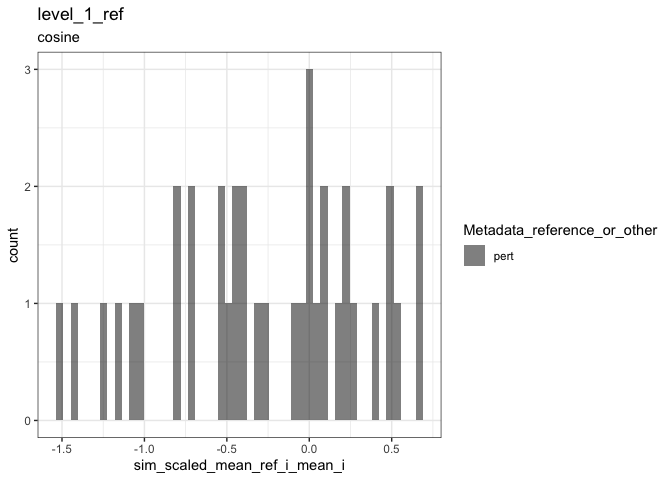 level_1_ref
cosine
3
2
1
0
count
-1.5 -1.0 -0.5 0.0 0.5
sim_scaled_mean_ref_i_mean_i
Metadata_reference_or_other
pert